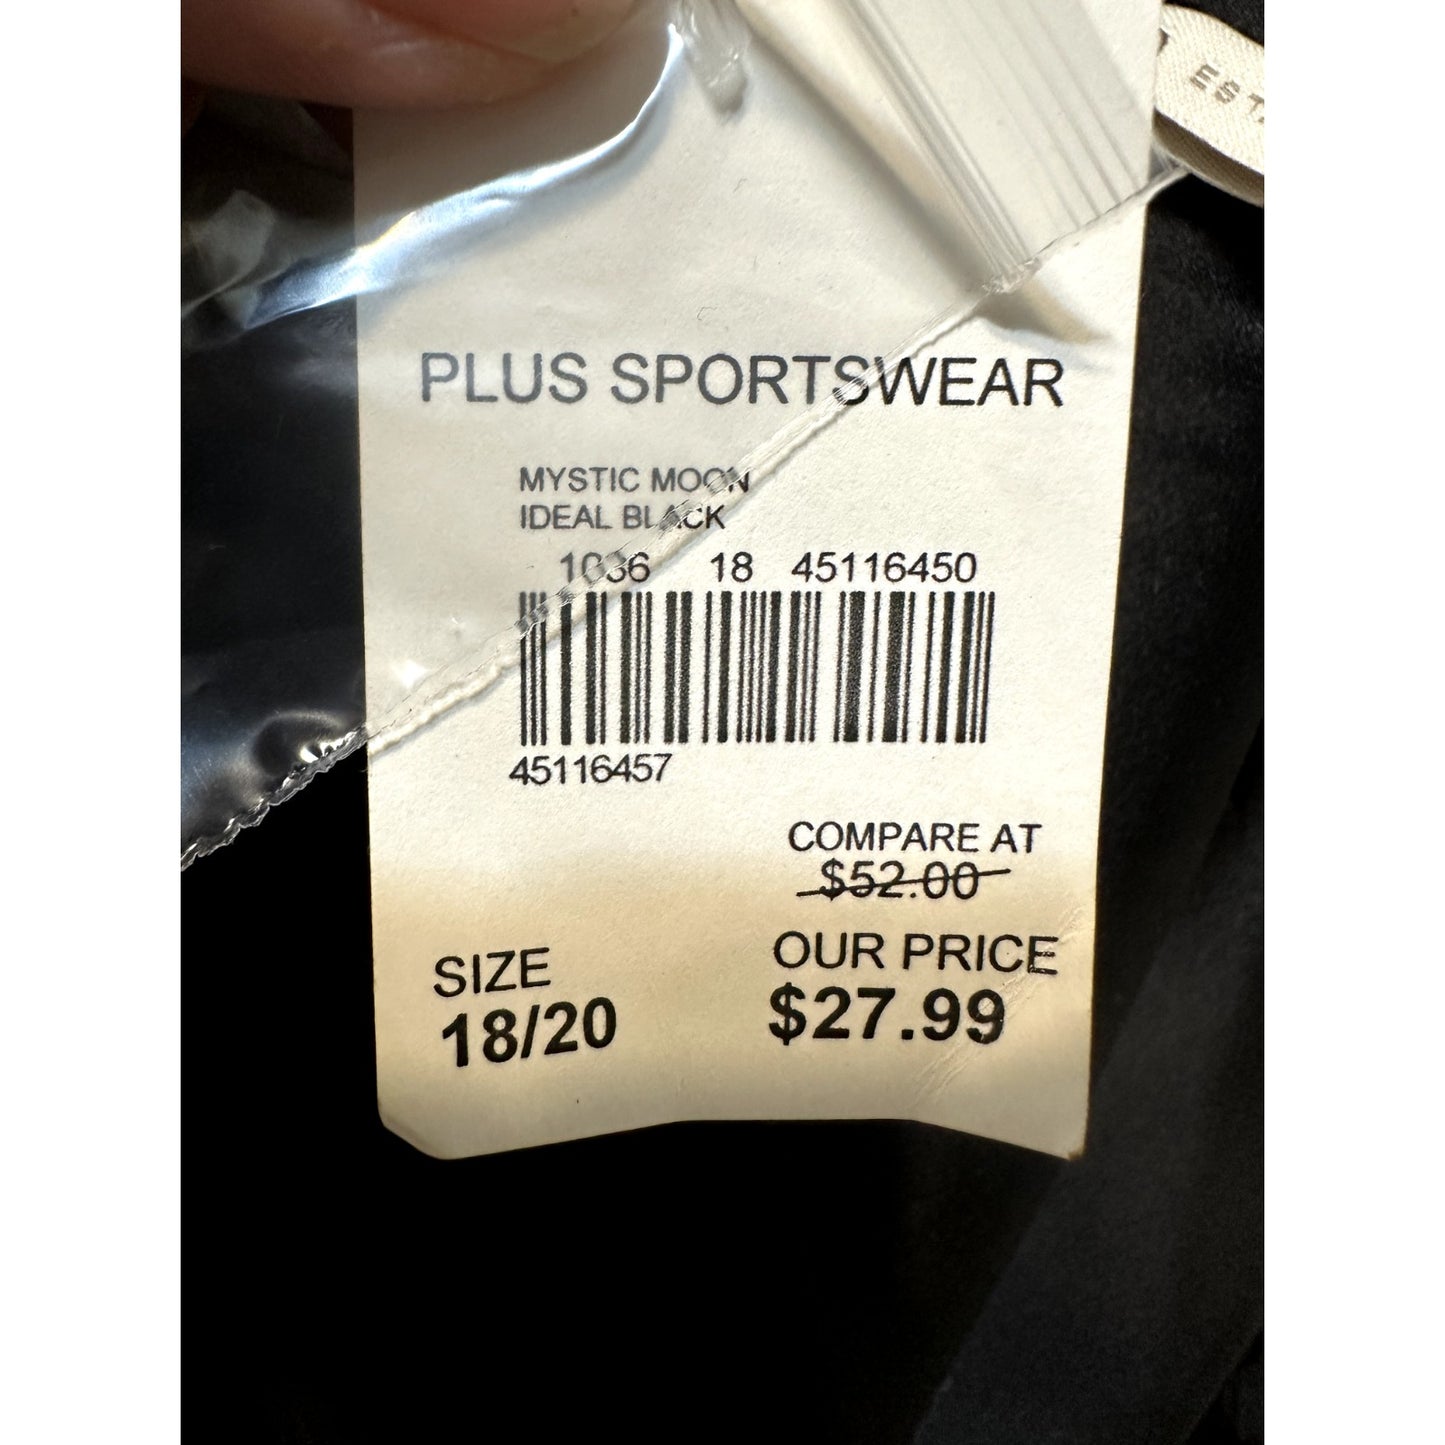 EST.
PLUS SPORTSWEAR
MYSTIC MOON
IDEAL BLACK
1036 18 45116450
45116457
COMPARE AT
$52.00
OUR PRICE
$27.99
SIZE
18/20